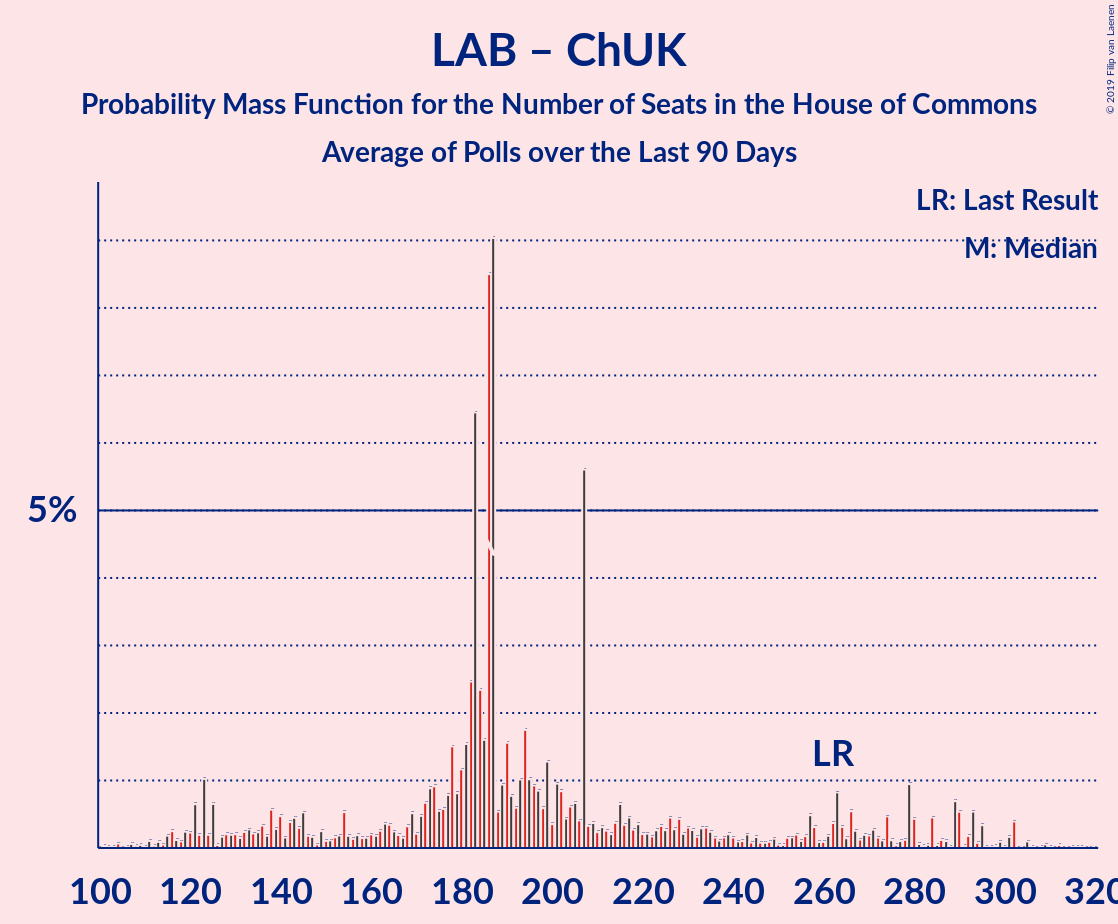 LAB – ChUK
Probability Mass Function for the Number of Seats in the House of Commons
Average of Polls over the Last 90 Days
© 2019 Filip van Laenen
LR: Last Result
M: Median
5%
LR
100 120 140 160 180 200 220 240 260 280 300 320